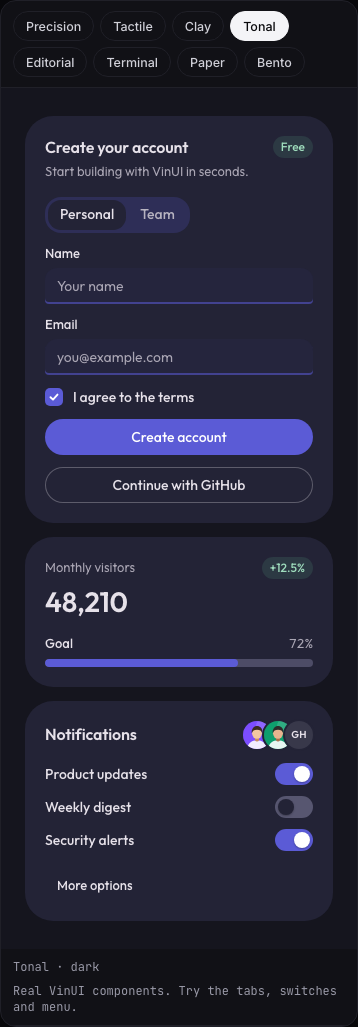 Precision
Tactile
Clay
Tonal
Editorial
Terminal
Paper
Bento
Create your account
Free
Start building with VinUI in seconds.
Personal
Team
Name
Your name
Email
you@example.com
I agree to the terms
Create account
Continue with GitHub
Monthly visitors
+12.5%
48,210
Goal
72%
Notifications
GH
Product updates
Weekly digest
Security alerts
More options
Tonal · dark
Real VinUI components. Try the tabs, switches
and menu.